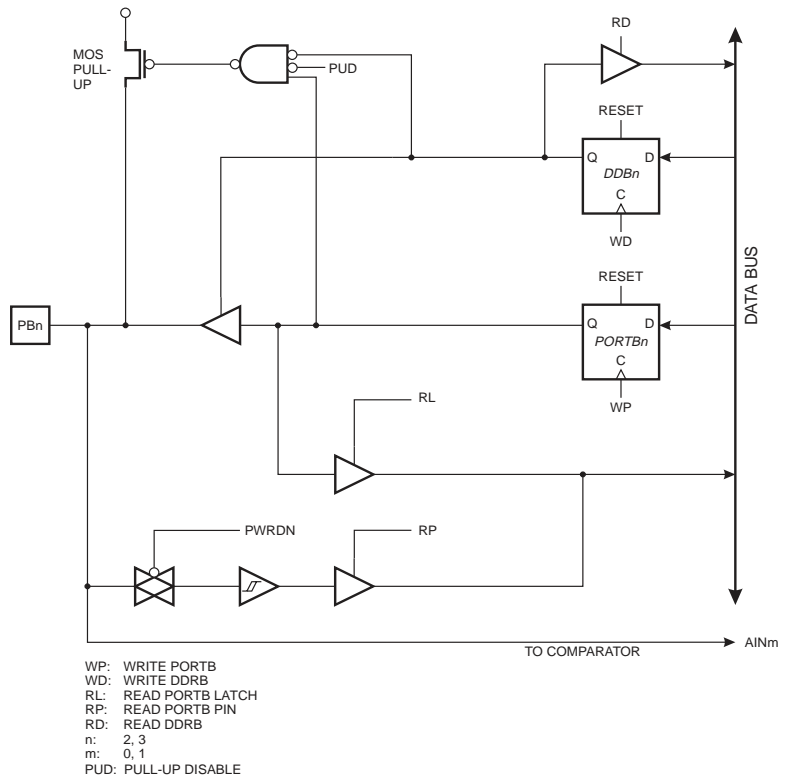 RD
MOS
PULL-
UP
PUD
RESET
Q D
DDBn
C
WD
RESET
DATA BUS
PBn
Q D
PORTBn
C
WP
RL
PWRDN
RP
TO COMPARATOR
AINm
WP: WRITE PORTB
WD: WRITE DDRB
RL: READ PORTB LATCH
RP: READ PORTB PIN
RD: READ DDRB
n: 2, 3
m: 0, 1
PUD: PULL-UP DISABLE